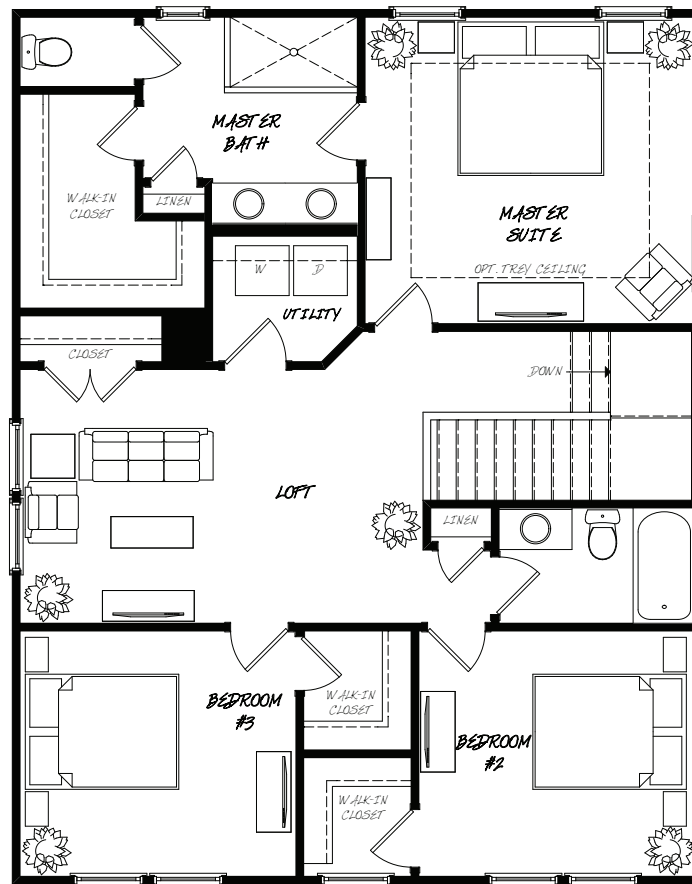 MASTER
BATH
WALK-IN
CLOSET
LINEN
MASTER
SUITE
OPT. TREY CEILING
W
D
UTILITY
CLOSET
DOWN
LOFT
LINEN
BEDROOM
#3
WALK-IN
CLOSET
BEDROOM
#2
WALK-IN
CLOSET